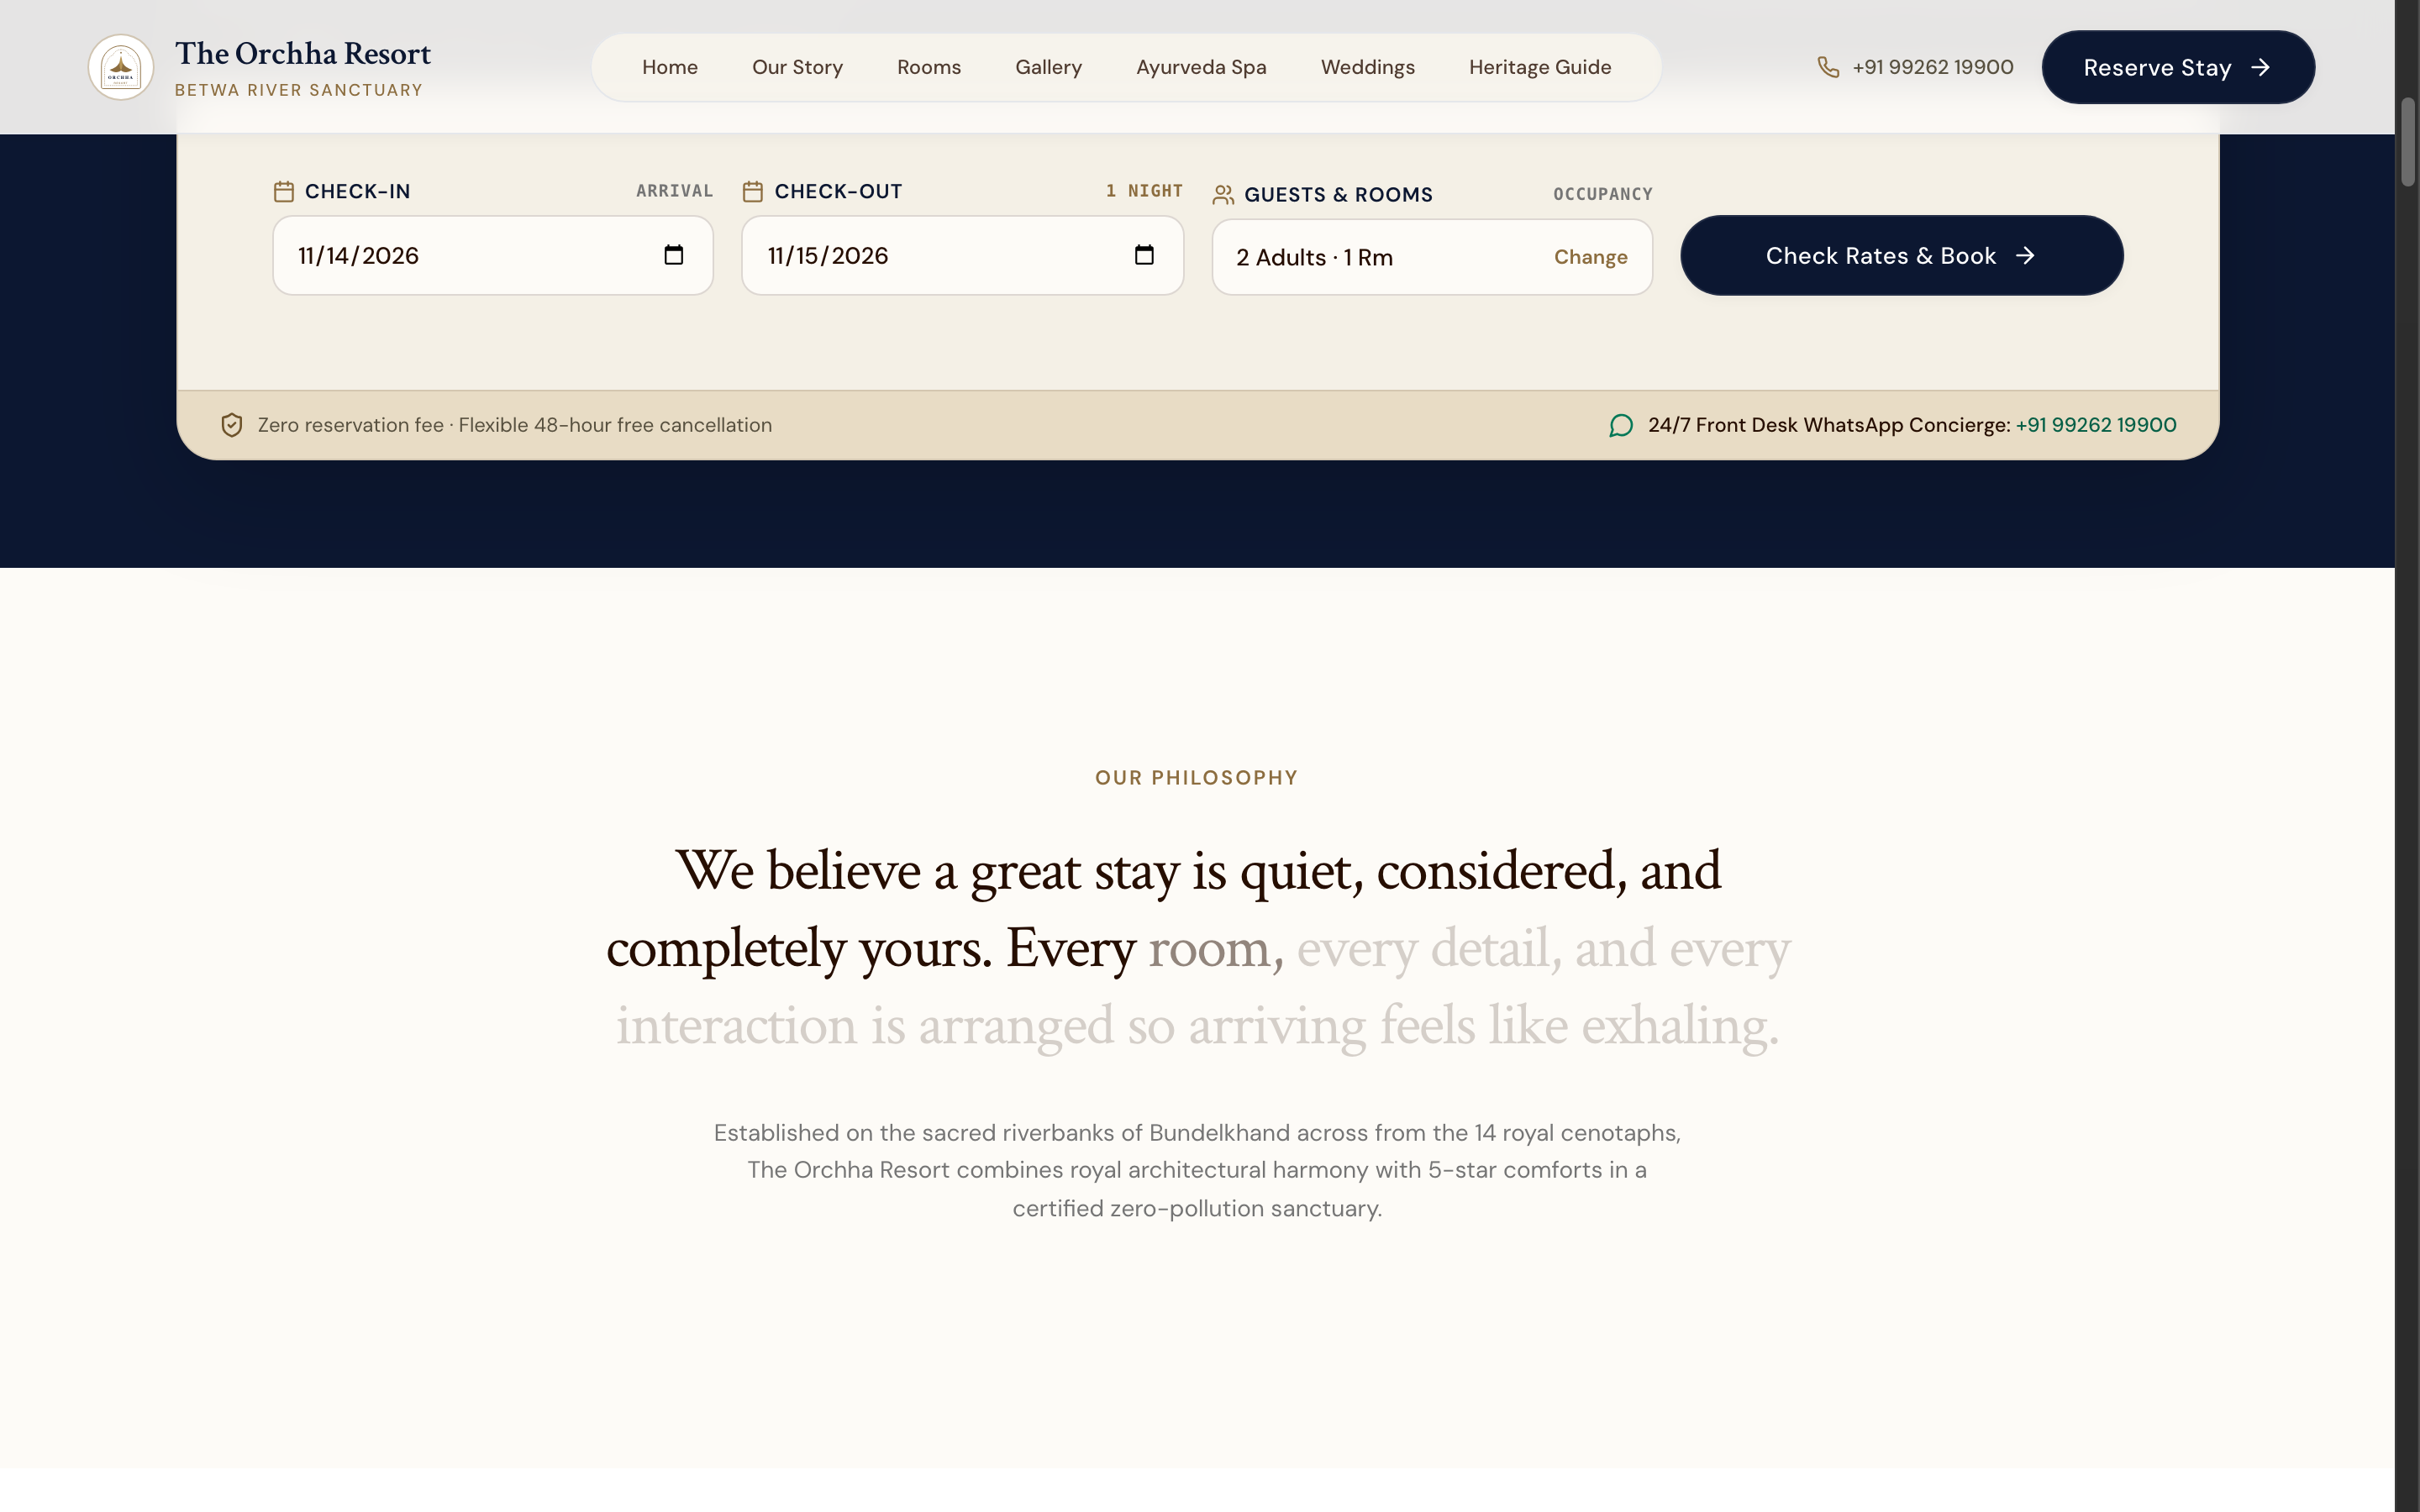 ORCHHA
The Orchha Resort
BETWA RIVER SANCTUARY
Home Our Story Rooms Gallery Ayurveda Spa Weddings Heritage Guide
+91 99262 19900
Reserve Stay
CHECK-IN ARRIVAL
11/14/2026
CHECK-OUT 1 NIGHT
11/15/2026
GUESTS & ROOMS OCCUPANCY
2 Adults · 1 Rm Change
Check Rates & Book
Zero reservation fee · Flexible 48-hour free cancellation
24/7 Front Desk WhatsApp Concierge: +91 99262 19900
OUR PHILOSOPHY
We believe a great stay is quiet, considered, and
completely yours. Every room, every detail, and every
interaction is arranged so arriving feels like exhaling.
Established on the sacred riverbanks of Bundelkhand across from the 14 royal cenotaphs,
The Orchha Resort combines royal architectural harmony with 5-star comforts in a
certified zero-pollution sanctuary.